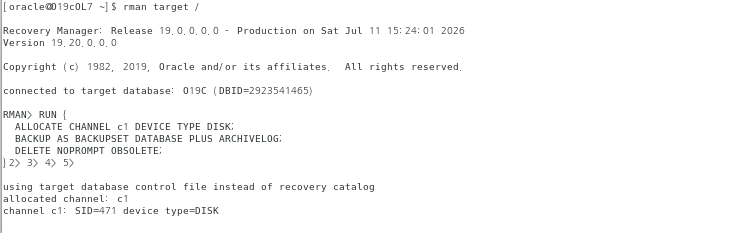 [oracle@O19cOL7 ~]$ rman target /
Recovery Manager: Release 19.0.0.0.0 - Production on Sat Jul 11 15:24:01 2026
Version 19.20.0.0.0
Copyright (c) 1982, 2019, Oracle and/or its affiliates.  All rights reserved.
connected to target database: O19C (DBID=2923541465)
RMAN> RUN {
  ALLOCATE CHANNEL c1 DEVICE TYPE DISK;
  BACKUP AS BACKUPSET DATABASE PLUS ARCHIVELOG;
  DELETE NOPROMPT OBSOLETE;
}2> 3> 4> 5>
using target database control file instead of recovery catalog
allocated channel: c1
channel c1: SID=471 device type=DISK